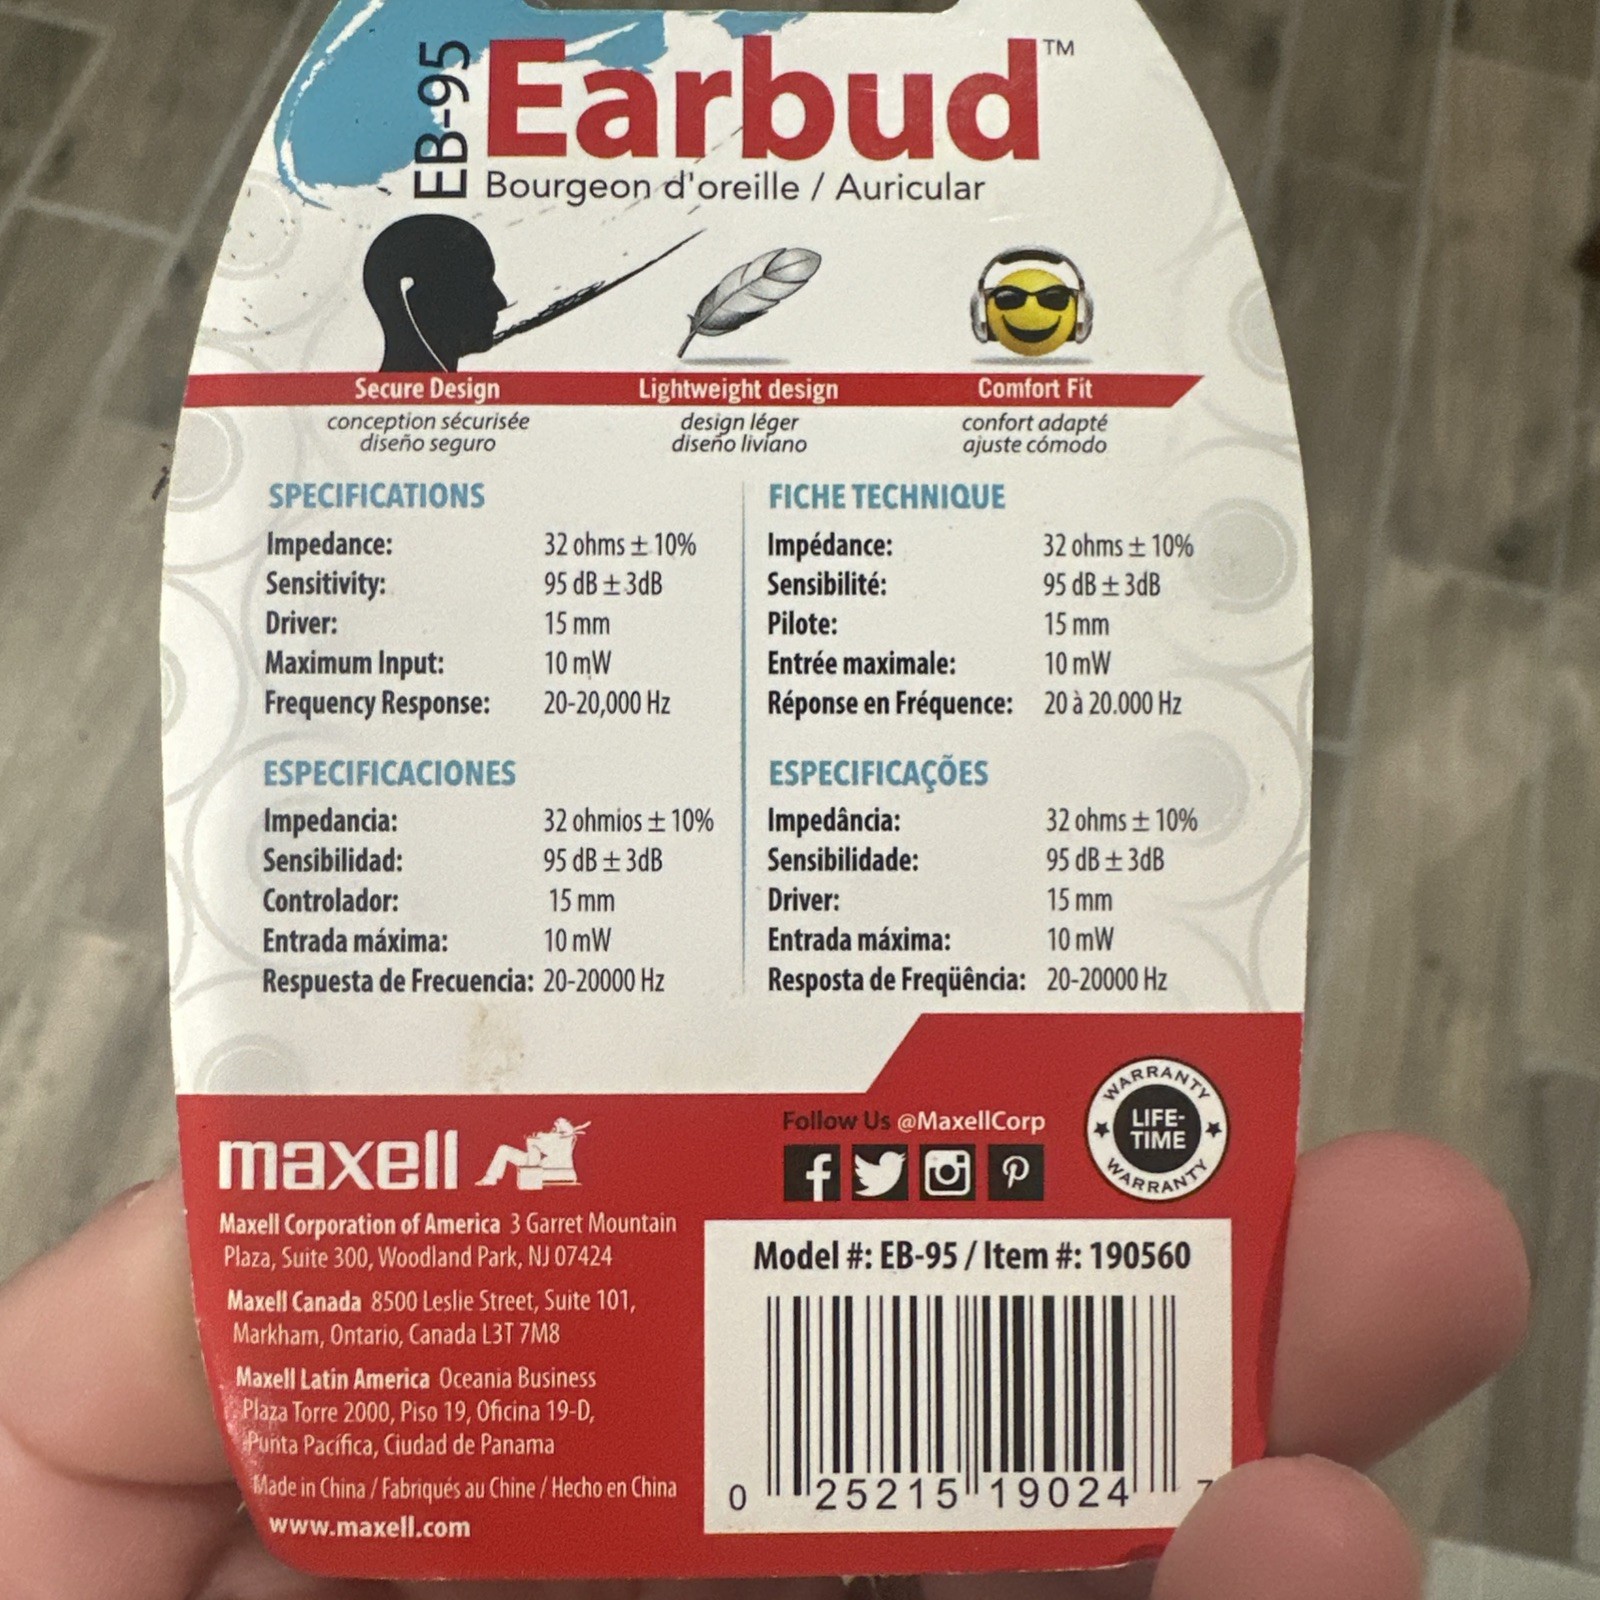 EB-95
Earbud™
Bourgeon d'oreille / Auricular
Secure Design
conception sécurisée
diseño seguro
Lightweight design
design léger
diseño liviano
Comfort Fit
confort adapté
ajuste cómodo
SPECIFICATIONS
Impedance: 32 ohms ± 10%
Sensitivity: 95 dB ± 3dB
Driver: 15 mm
Maximum Input: 10 mW
Frequency Response: 20-20,000 Hz
FICHE TECHNIQUE
Impédance: 32 ohms ± 10%
Sensibilité: 95 dB ± 3dB
Pilote: 15 mm
Entrée maximale: 10 mW
Réponse en Fréquence: 20 à 20.000 Hz
ESPECIFICACIONES
Impedancia: 32 ohmios ± 10%
Sensibilidad: 95 dB ± 3dB
Controlador: 15 mm
Entrada máxima: 10 mW
Respuesta de Frecuencia: 20-20000 Hz
ESPECIFICAÇÕES
Impedância: 32 ohms ± 10%
Sensibilidade: 95 dB ± 3dB
Driver: 15 mm
Entrada máxima: 10 mW
Resposta de Freqüência: 20-20000 Hz
maxell
Maxell Corporation of America 3 Garret Mountain
Plaza, Suite 300, Woodland Park, NJ 07424
Maxell Canada 8500 Leslie Street, Suite 101,
Markham, Ontario, Canada L3T 7M8
Maxell Latin America Oceania Business
Plaza Torre 2000, Piso 19, Oficina 19-D,
Punta Pacífica, Ciudad de Panama
Made in China / Fabriqués au Chine / Hecho en China
www.maxell.com
Follow Us @MaxellCorp
WARRANTY
LIFE-
TIME
WARRANTY
Model #: EB-95 / Item #: 190560
0 25215 19024 7